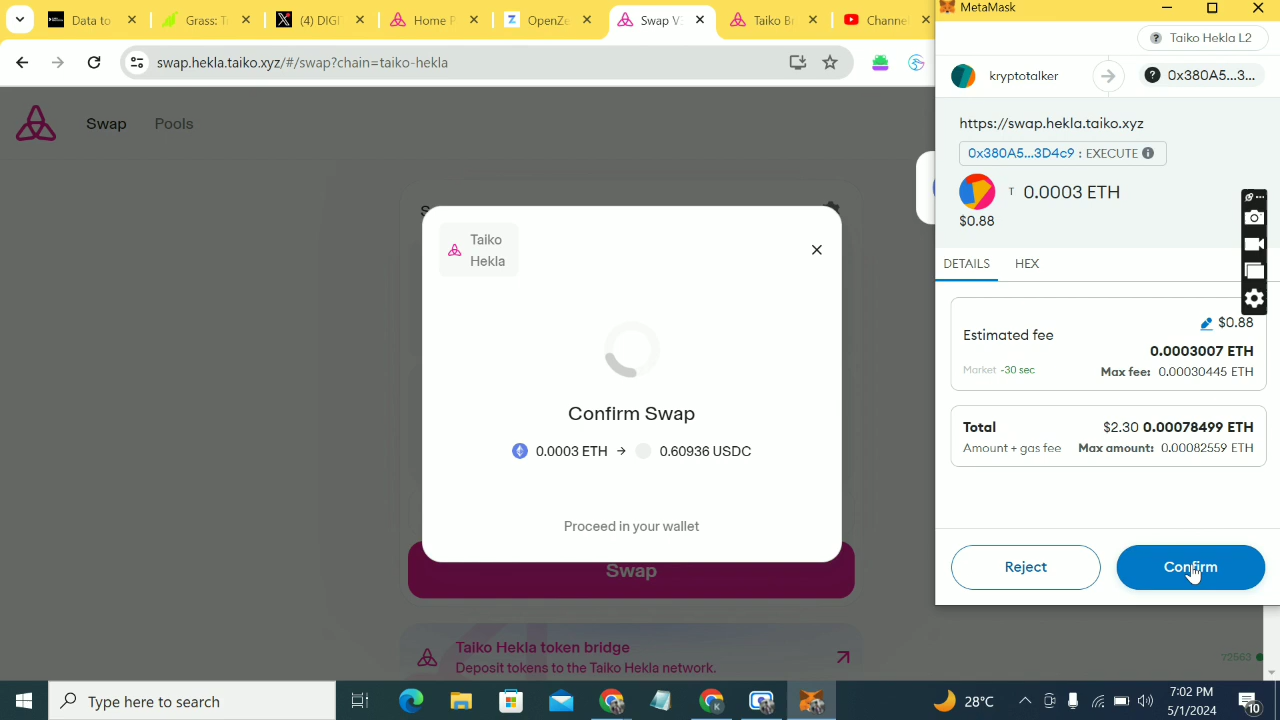 Data to
Grass: T
(4) DIGI
Home P
OpenZe
Swap V
Taiko B
Channel
MetaMask
swap.hekla.taiko.xyz/#/swap?chain=taiko-hekla
Taiko Hekla L2
kryptotalker
0x380A5...3...
Swap
Pools
https://swap.hekla.taiko.xyz
0x380A5...3D4c9 : EXECUTE
T 0.0003 ETH
$0.88
DETAILS
HEX
Taiko
Hekla
Estimated fee
$0.88
0.0003007 ETH
Market ~30 sec
Max fee: 0.00030445 ETH
Confirm Swap
0.0003 ETH → 0.60936 USDC
Total
$2.30 0.00078499 ETH
Amount + gas fee
Max amount: 0.00082559 ETH
Proceed in your wallet
Reject
Confirm
Swap
Taiko Hekla token bridge
Deposit tokens to the Taiko Hekla network.
72563
Type here to search
28°C
7:02 PM
5/1/2024
10